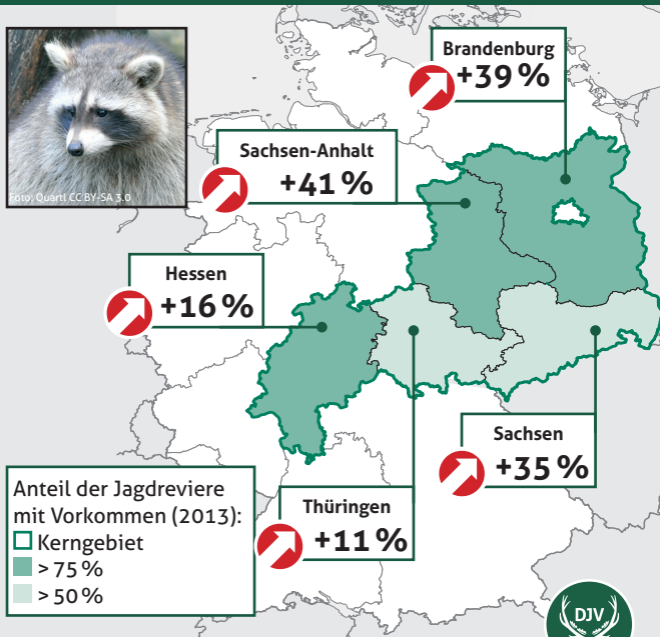 Foto: Quartl CC BY-SA 3.0
Brandenburg
+39 %
Sachsen-Anhalt
+41 %
Hessen
+16 %
Sachsen
+35 %
Thüringen
+11 %
Anteil der Jagdreviere
mit Vorkommen (2013):
Kerngebiet
> 75 %
> 50 %
DJV